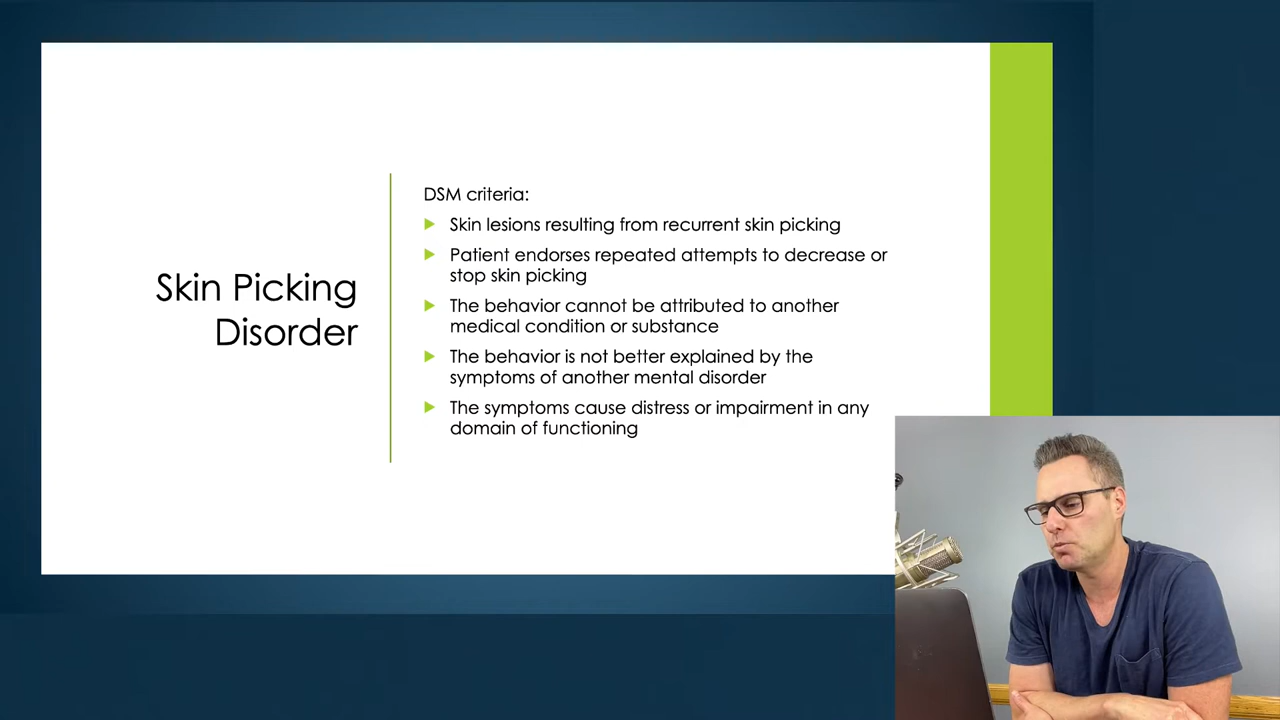 Skin Picking
Disorder
DSM criteria:
Skin lesions resulting from recurrent skin picking
Patient endorses repeated attempts to decrease or
stop skin picking
The behavior cannot be attributed to another
medical condition or substance
The behavior is not better explained by the
symptoms of another mental disorder
The symptoms cause distress or impairment in any
domain of functioning